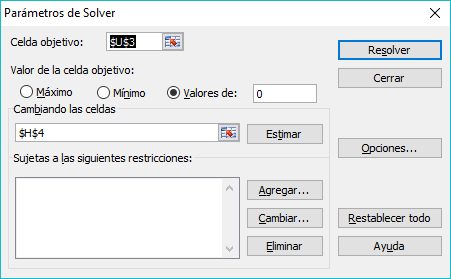 Parámetros de Solver
Celda objetivo: $U$3
Resolver
Valor de la celda objetivo:
Cerrar
Máximo Mínimo Valores de: 0
Cambiando las celdas
$H$4 Estimar
Opciones...
Sujetas a las siguientes restricciones:
Agregar...
Cambiar... Restablecer todo
Eliminar Ayuda